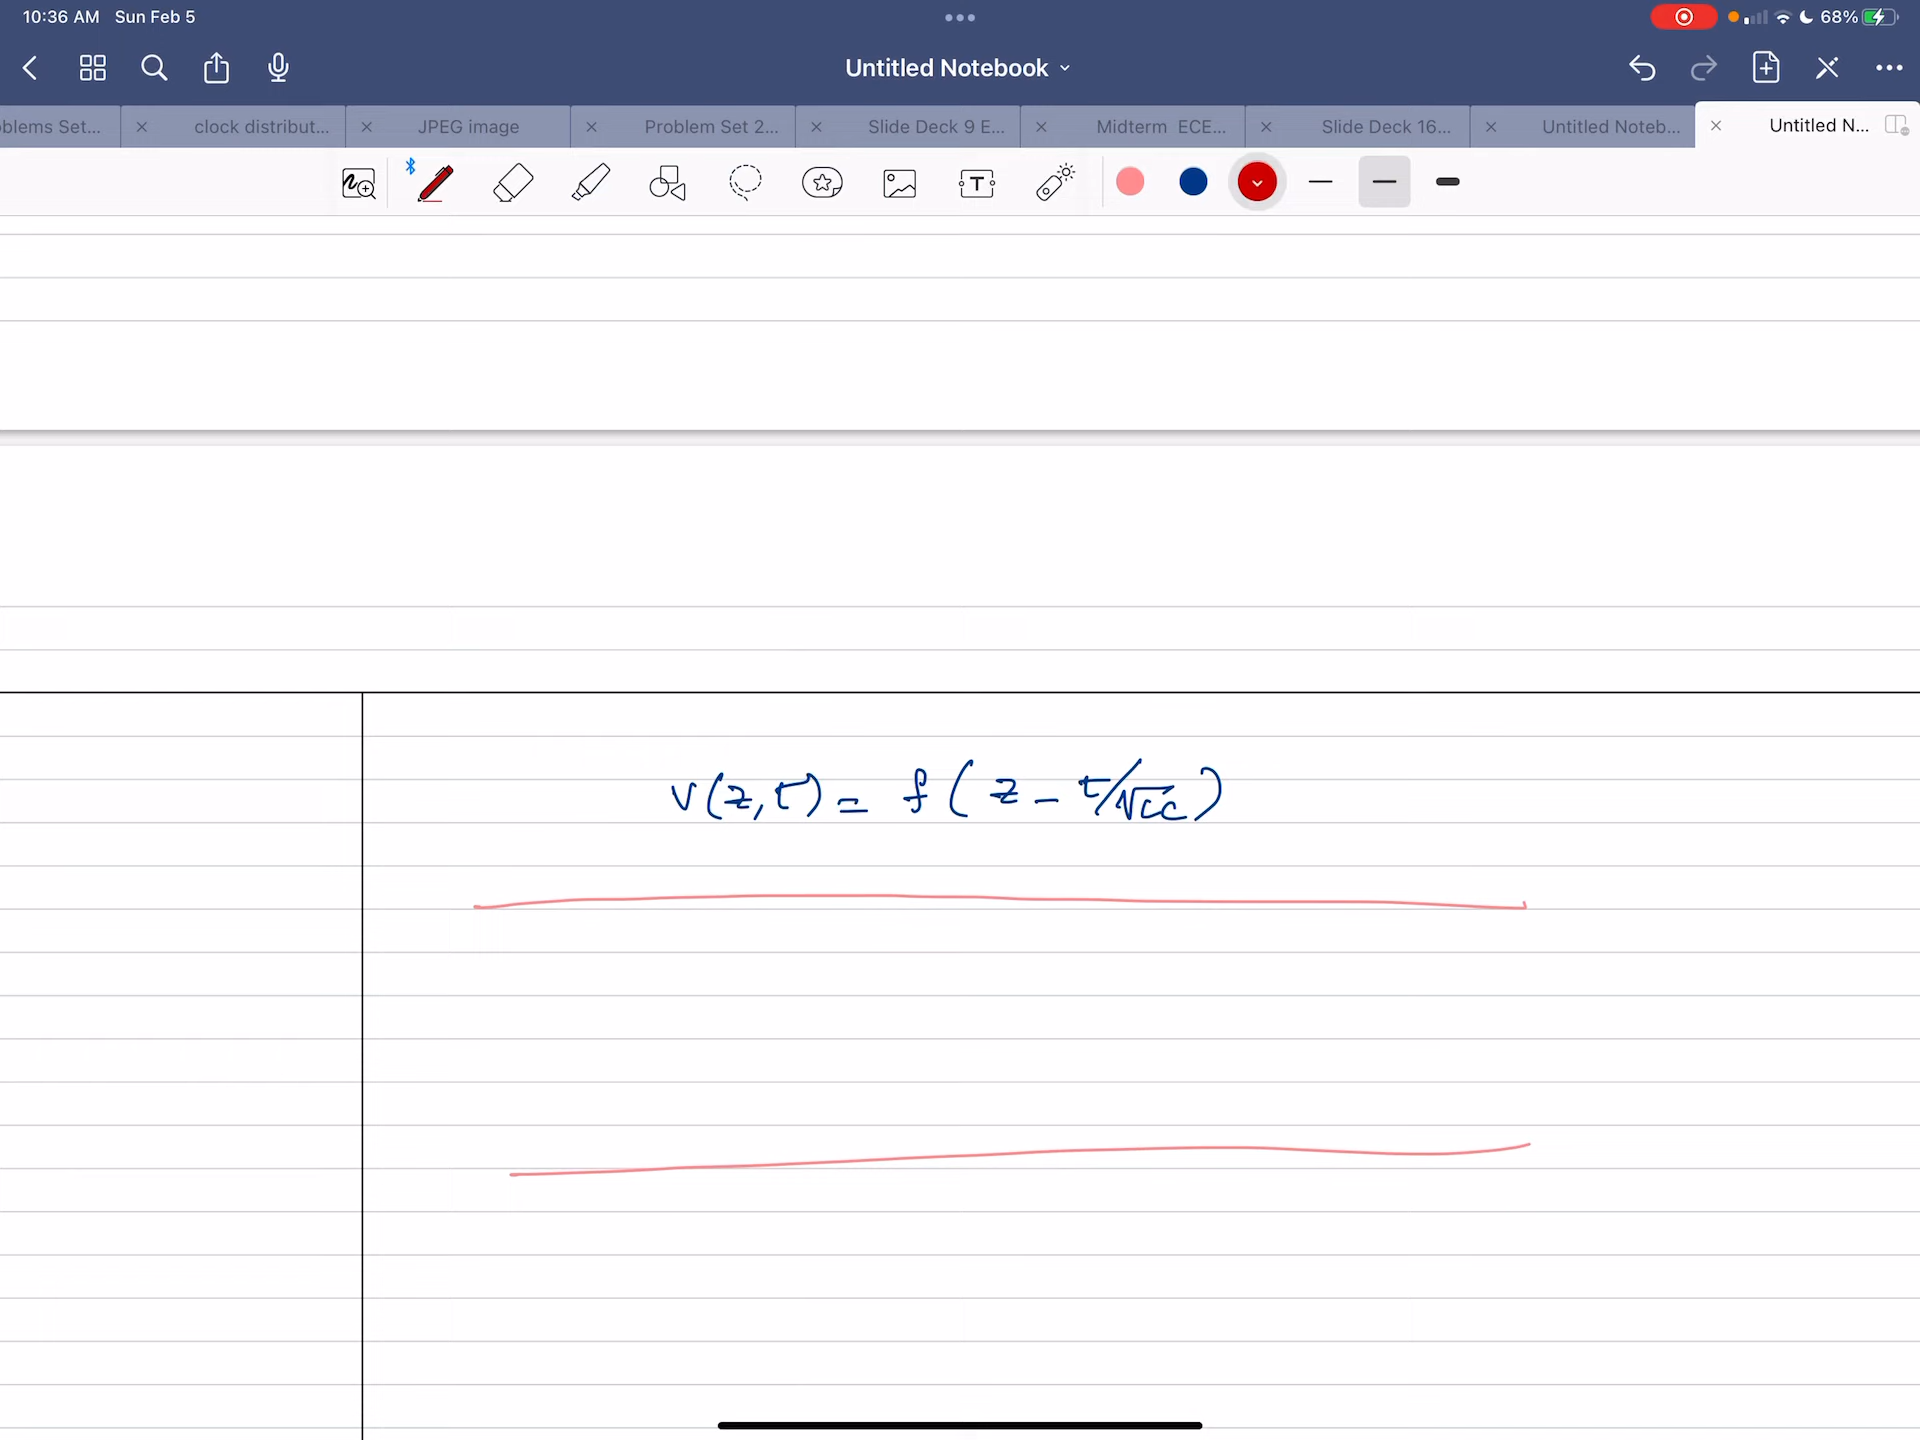 10:36 AM Sun Feb 5
68%
Untitled Notebook
oblems Set... clock distribut... JPEG image Problem Set 2... Slide Deck 9 E... Midterm ECE... Slide Deck 16... Untitled Noteb... Untitled N...
T
v(z,t) = f(z - t/√LC)